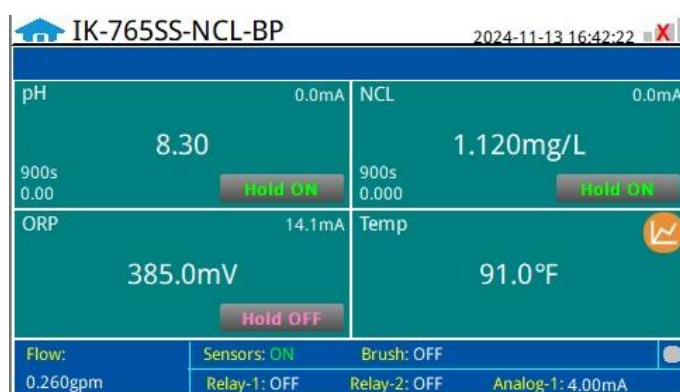 IK-765SS-NCL-BP 2024-11-13 16:42:22 X
pH 0.0mA
8.30
900s
0.00 Hold ON
NCL 0.0mA
1.120mg/L
900s
0.000 Hold ON
ORP 14.1mA
385.0mV
Hold OFF
Temp
91.0°F
Flow: Sensors: ON Brush: OFF
0.260gpm Relay-1: OFF Relay-2: OFF Analog-1: 4.00mA